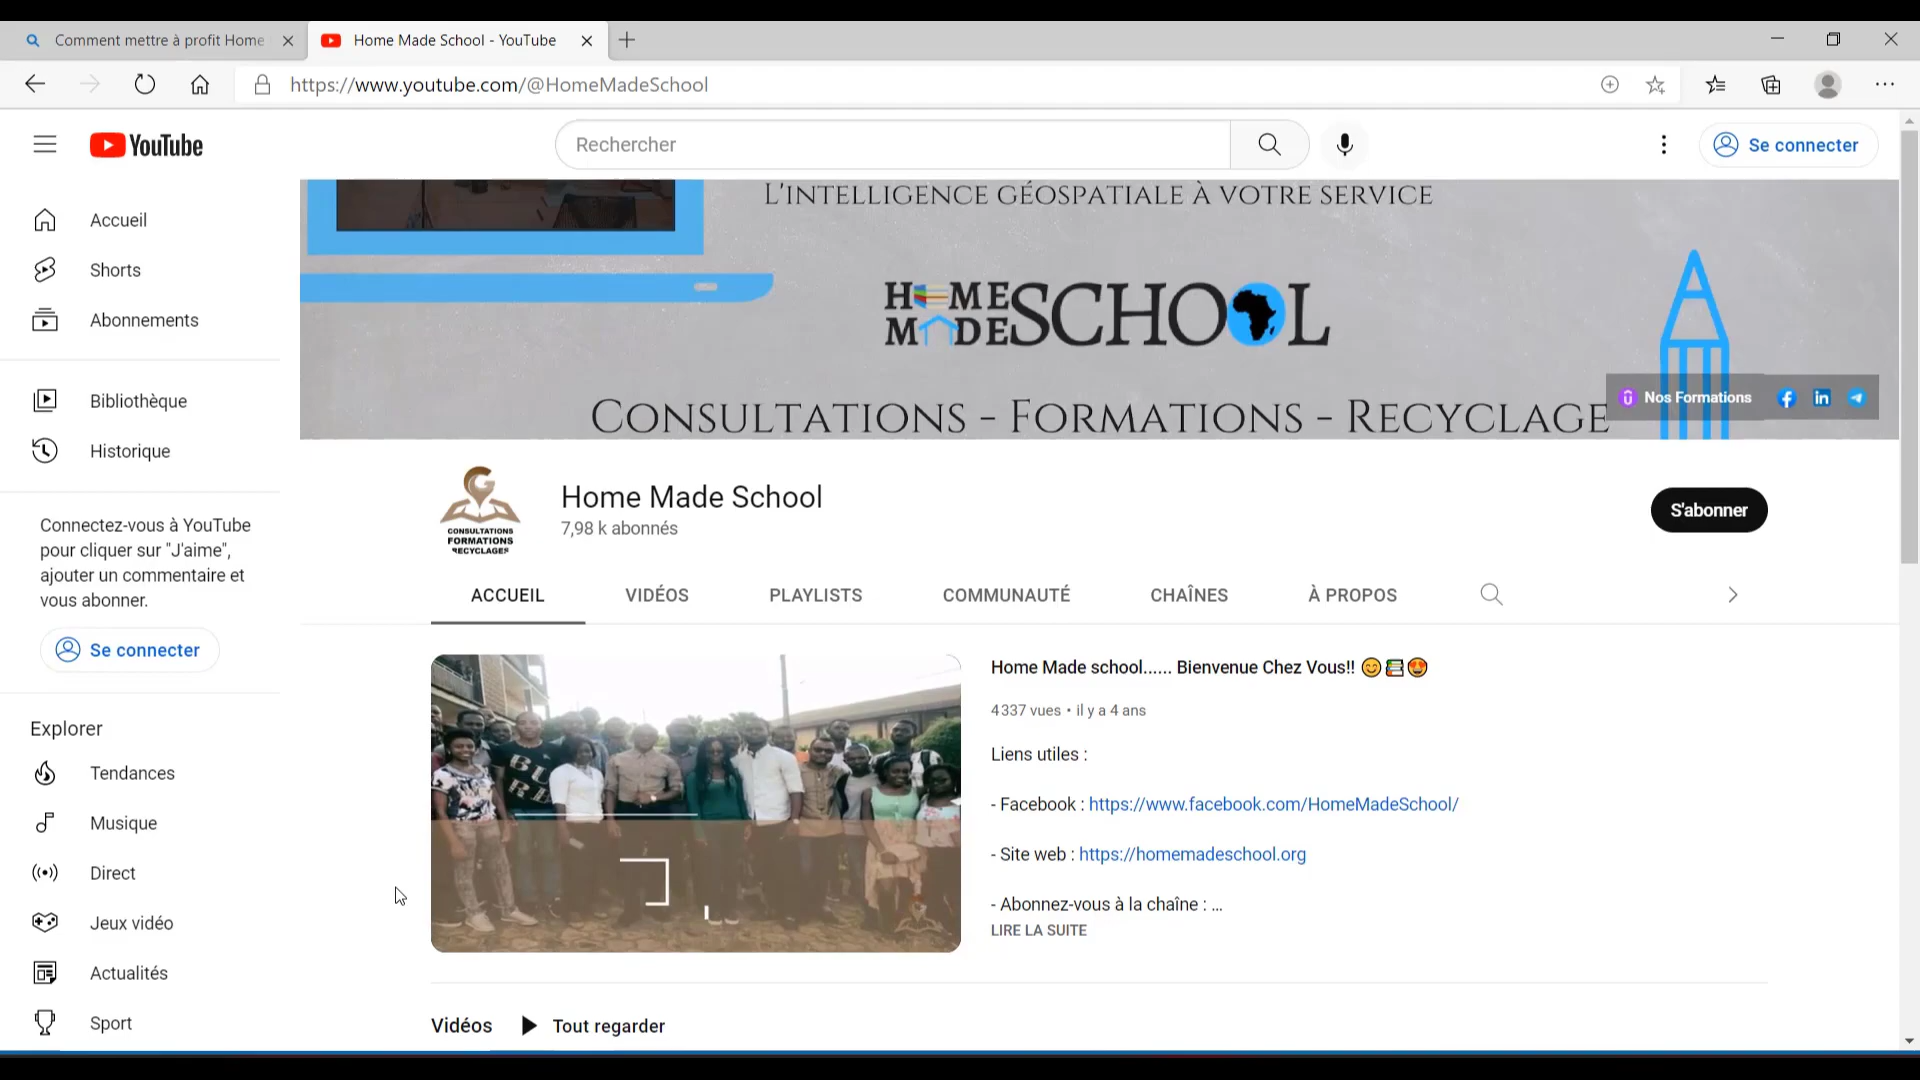 Comment mettre à profit Home
Home Made School - YouTube
https://www.youtube.com/@HomeMadeSchool
YouTube
Rechercher
Se connecter
Accueil
Shorts
Abonnements
Bibliothèque
Historique
Connectez-vous à YouTube
pour cliquer sur "J'aime",
ajouter un commentaire et
vous abonner.
Se connecter
Explorer
Tendances
Musique
Direct
Jeux vidéo
Actualités
Sport
L'INTELLIGENCE GÉOSPATIALE À VOTRE SERVICE
HOME MADE SCHOOL
CONSULTATIONS - FORMATIONS - RECYCLAGE
Nos Formations
CONSULTATIONS
FORMATIONS
RECYCLAGES
Home Made School
7,98 k abonnés
S'abonner
ACCUEIL VIDÉOS PLAYLISTS COMMUNAUTÉ CHAÎNES À PROPOS
Home Made school...... Bienvenue Chez Vous!! 😊📚😍
4 337 vues • il y a 4 ans
Liens utiles :
- Facebook : https://www.facebook.com/HomeMadeSchool/
- Site web : https://homemadeschool.org
- Abonnez-vous à la chaîne : ...
LIRE LA SUITE
Vidéos
Tout regarder